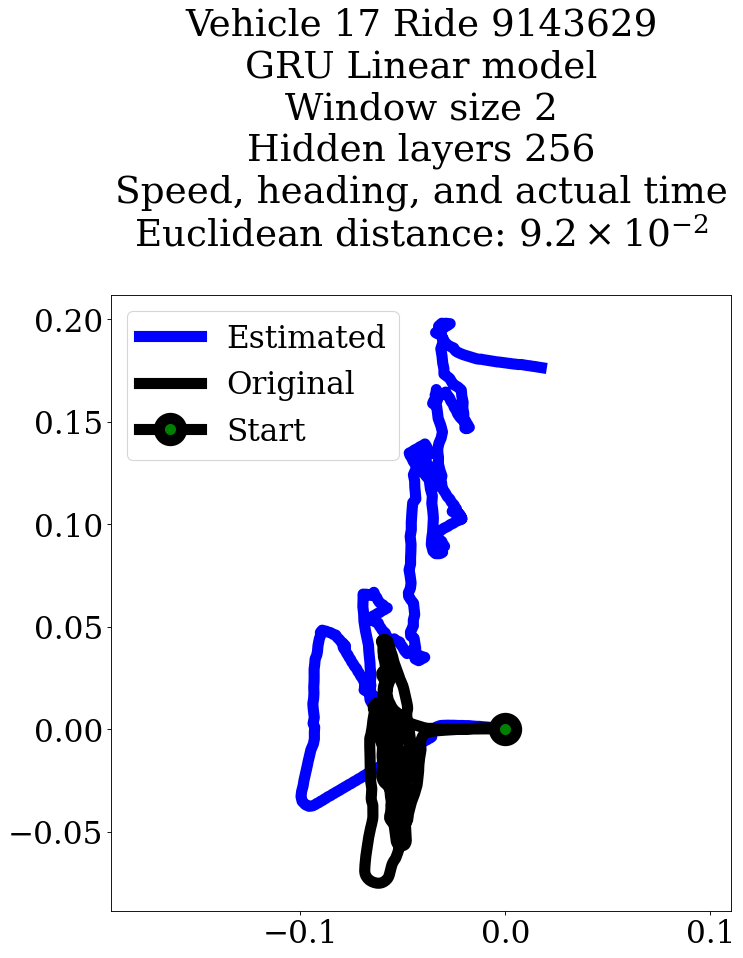 Vehicle 17 Ride 9143629
GRU Linear model
Window size 2
Hidden layers 256
Speed, heading, and actual time
Euclidean distance: 9.2 × 10⁻²
Estimated
Original
Start
0.20
0.15
0.10
0.05
0.00
−0.05
−0.1
0.0
0.1